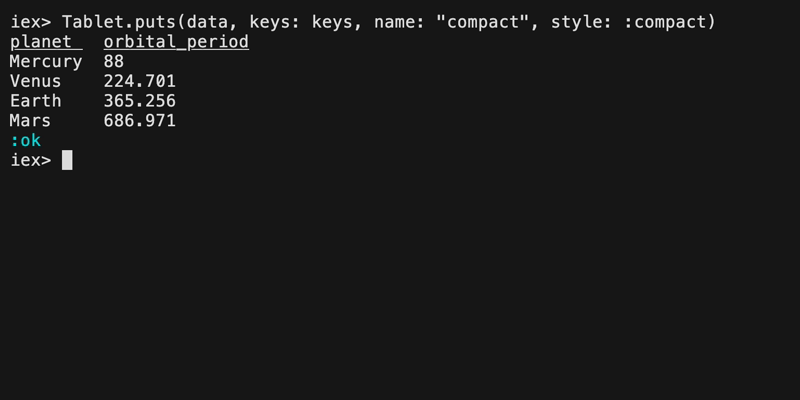 iex> Tablet.puts(data, keys: keys, name: "compact", style: :compact)
planet   orbital_period
Mercury  88
Venus    224.701
Earth    365.256
Mars     686.971
:ok
iex>